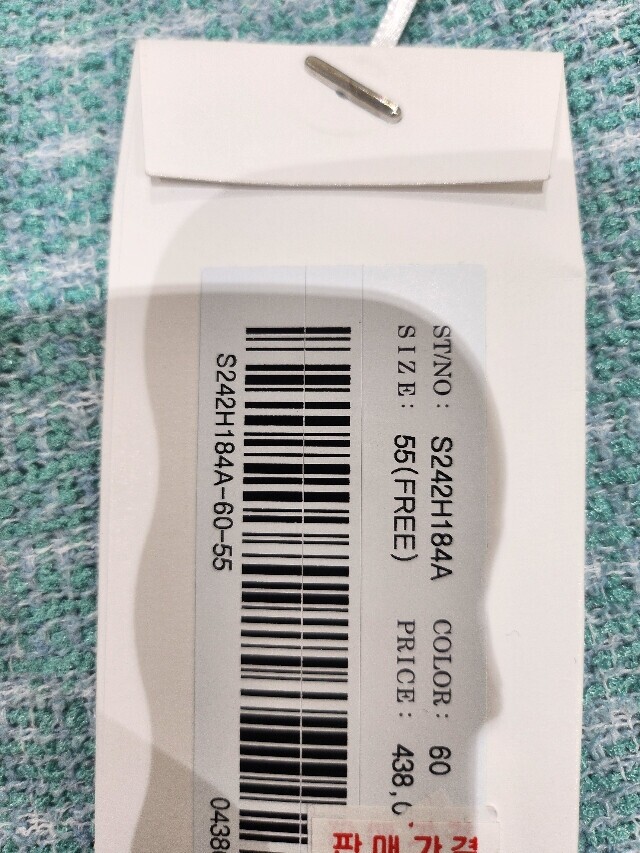 ST/NO: S242H184A COLOR: 60
SIZE: 55(FREE) PRICE: 438,
S242H184A-60-55 0438
판매가격